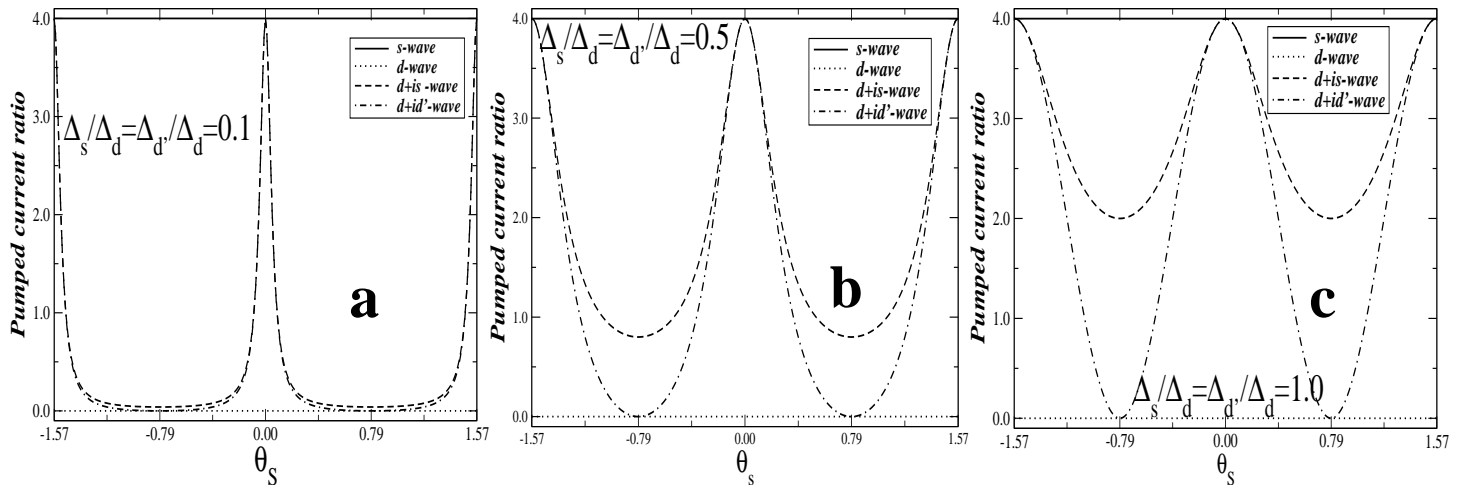 Pumped current ratio
4.0
3.0
2.0
1.0
0.0
-1.57
-0.79
0.00
0.79
1.57
θS
s-wave
d-wave
d+is -wave
d+id'-wave
Δs/Δd=Δd'/Δd=0.1
a
Pumped current ratio
4.0
3.0
2.0
1.0
0.0
-1.57
-0.79
0.00
0.79
1.57
θs
s-wave
d-wave
d+is-wave
d+id'-wave
Δs/Δd=Δd'/Δd=0.5
b
Pumped current ratio
4.0
3.0
2.0
1.0
0.0
-1.57
-0.79
0.00
0.79
1.57
θS
s-wave
d-wave
d+is-wave
d+id'-wave
c
Δs/Δd=Δd'/Δd=1.0